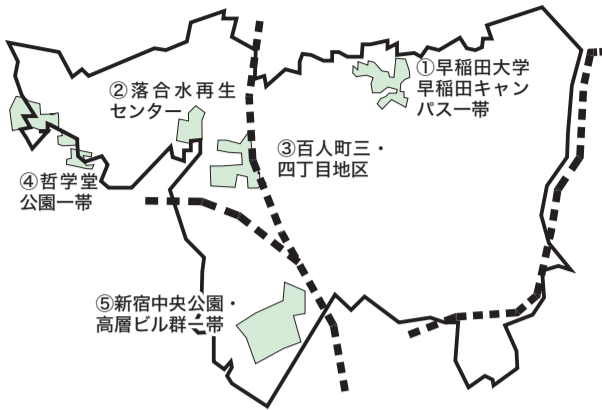 ①早稲田大学
早稲田キャン
パス一帯
②落合水再生
センター
③百人町三・
四丁目地区
④哲学堂
公園一帯
⑤新宿中央公園・
高層ビル群一帯